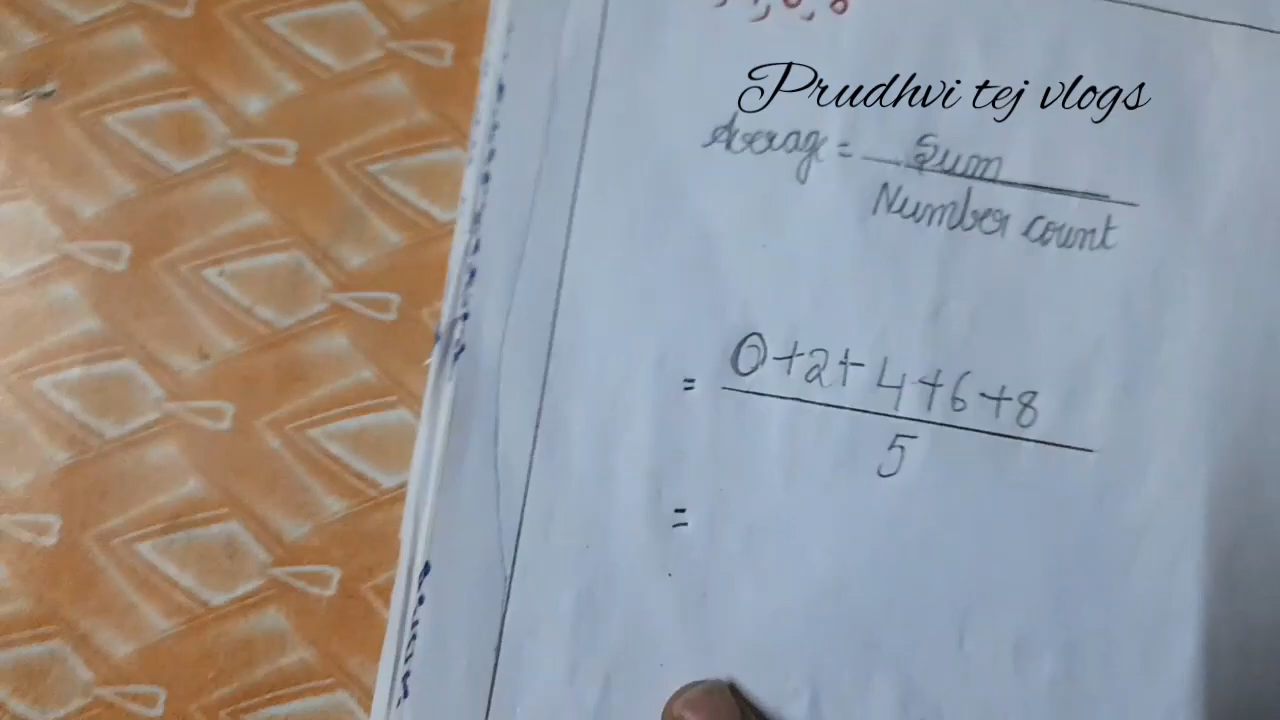 Prudhvi tej vlogs
Average = Sum
Number count
= 0+2+4+6+8
5
=